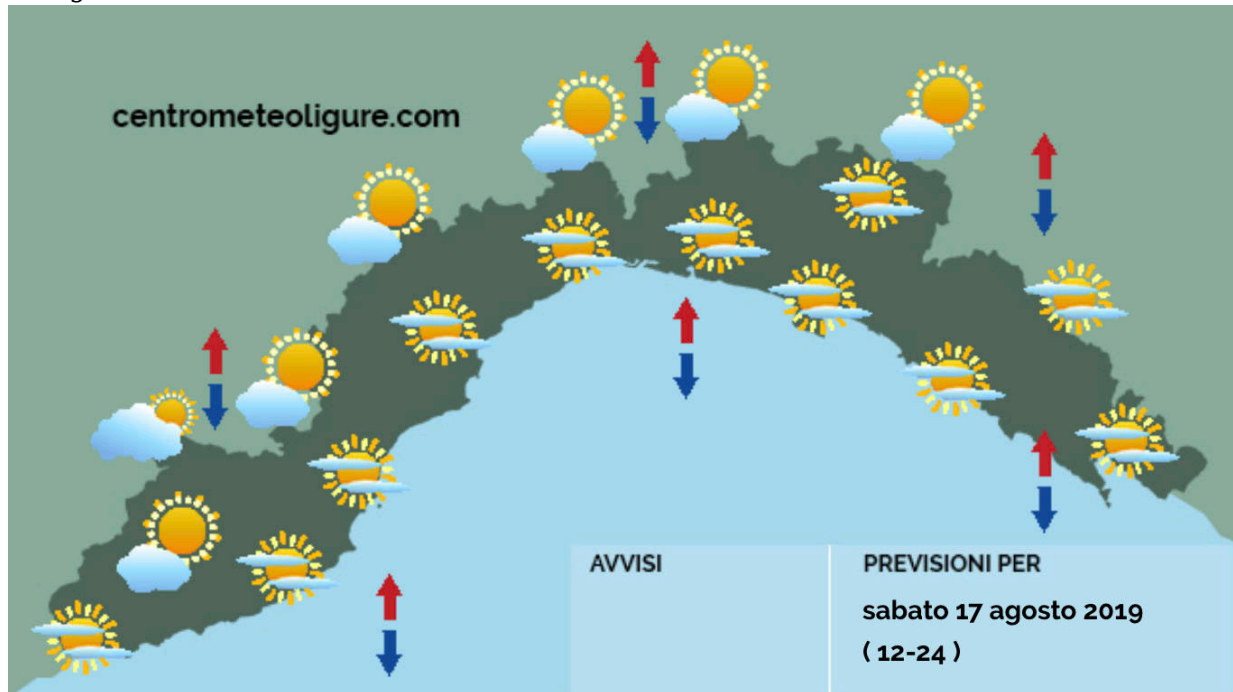 centrometeoligure.com
AVVISI
PREVISIONI PER
sabato 17 agosto 2019
( 12-24 )